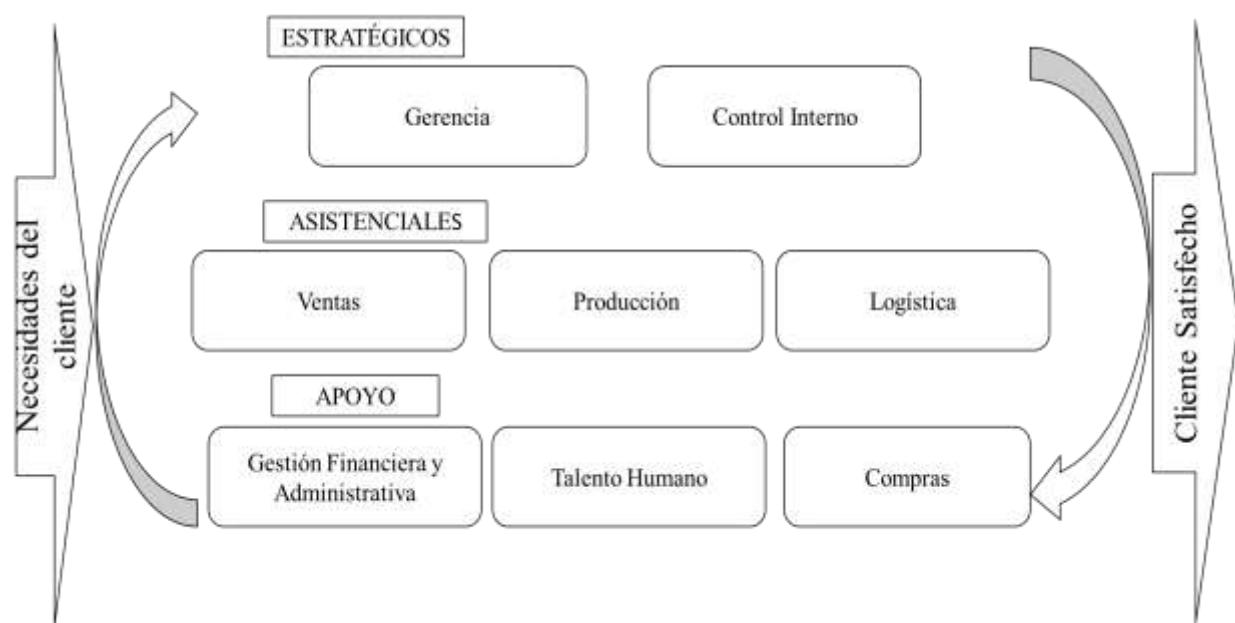 ESTRATÉGICOS
Gerencia
Control Interno
ASISTENCIALES
Ventas
Producción
Logística
APOYO
Gestión Financiera y
Administrativa
Talento Humano
Compras
Necesidades del
cliente
Cliente Satisfecho